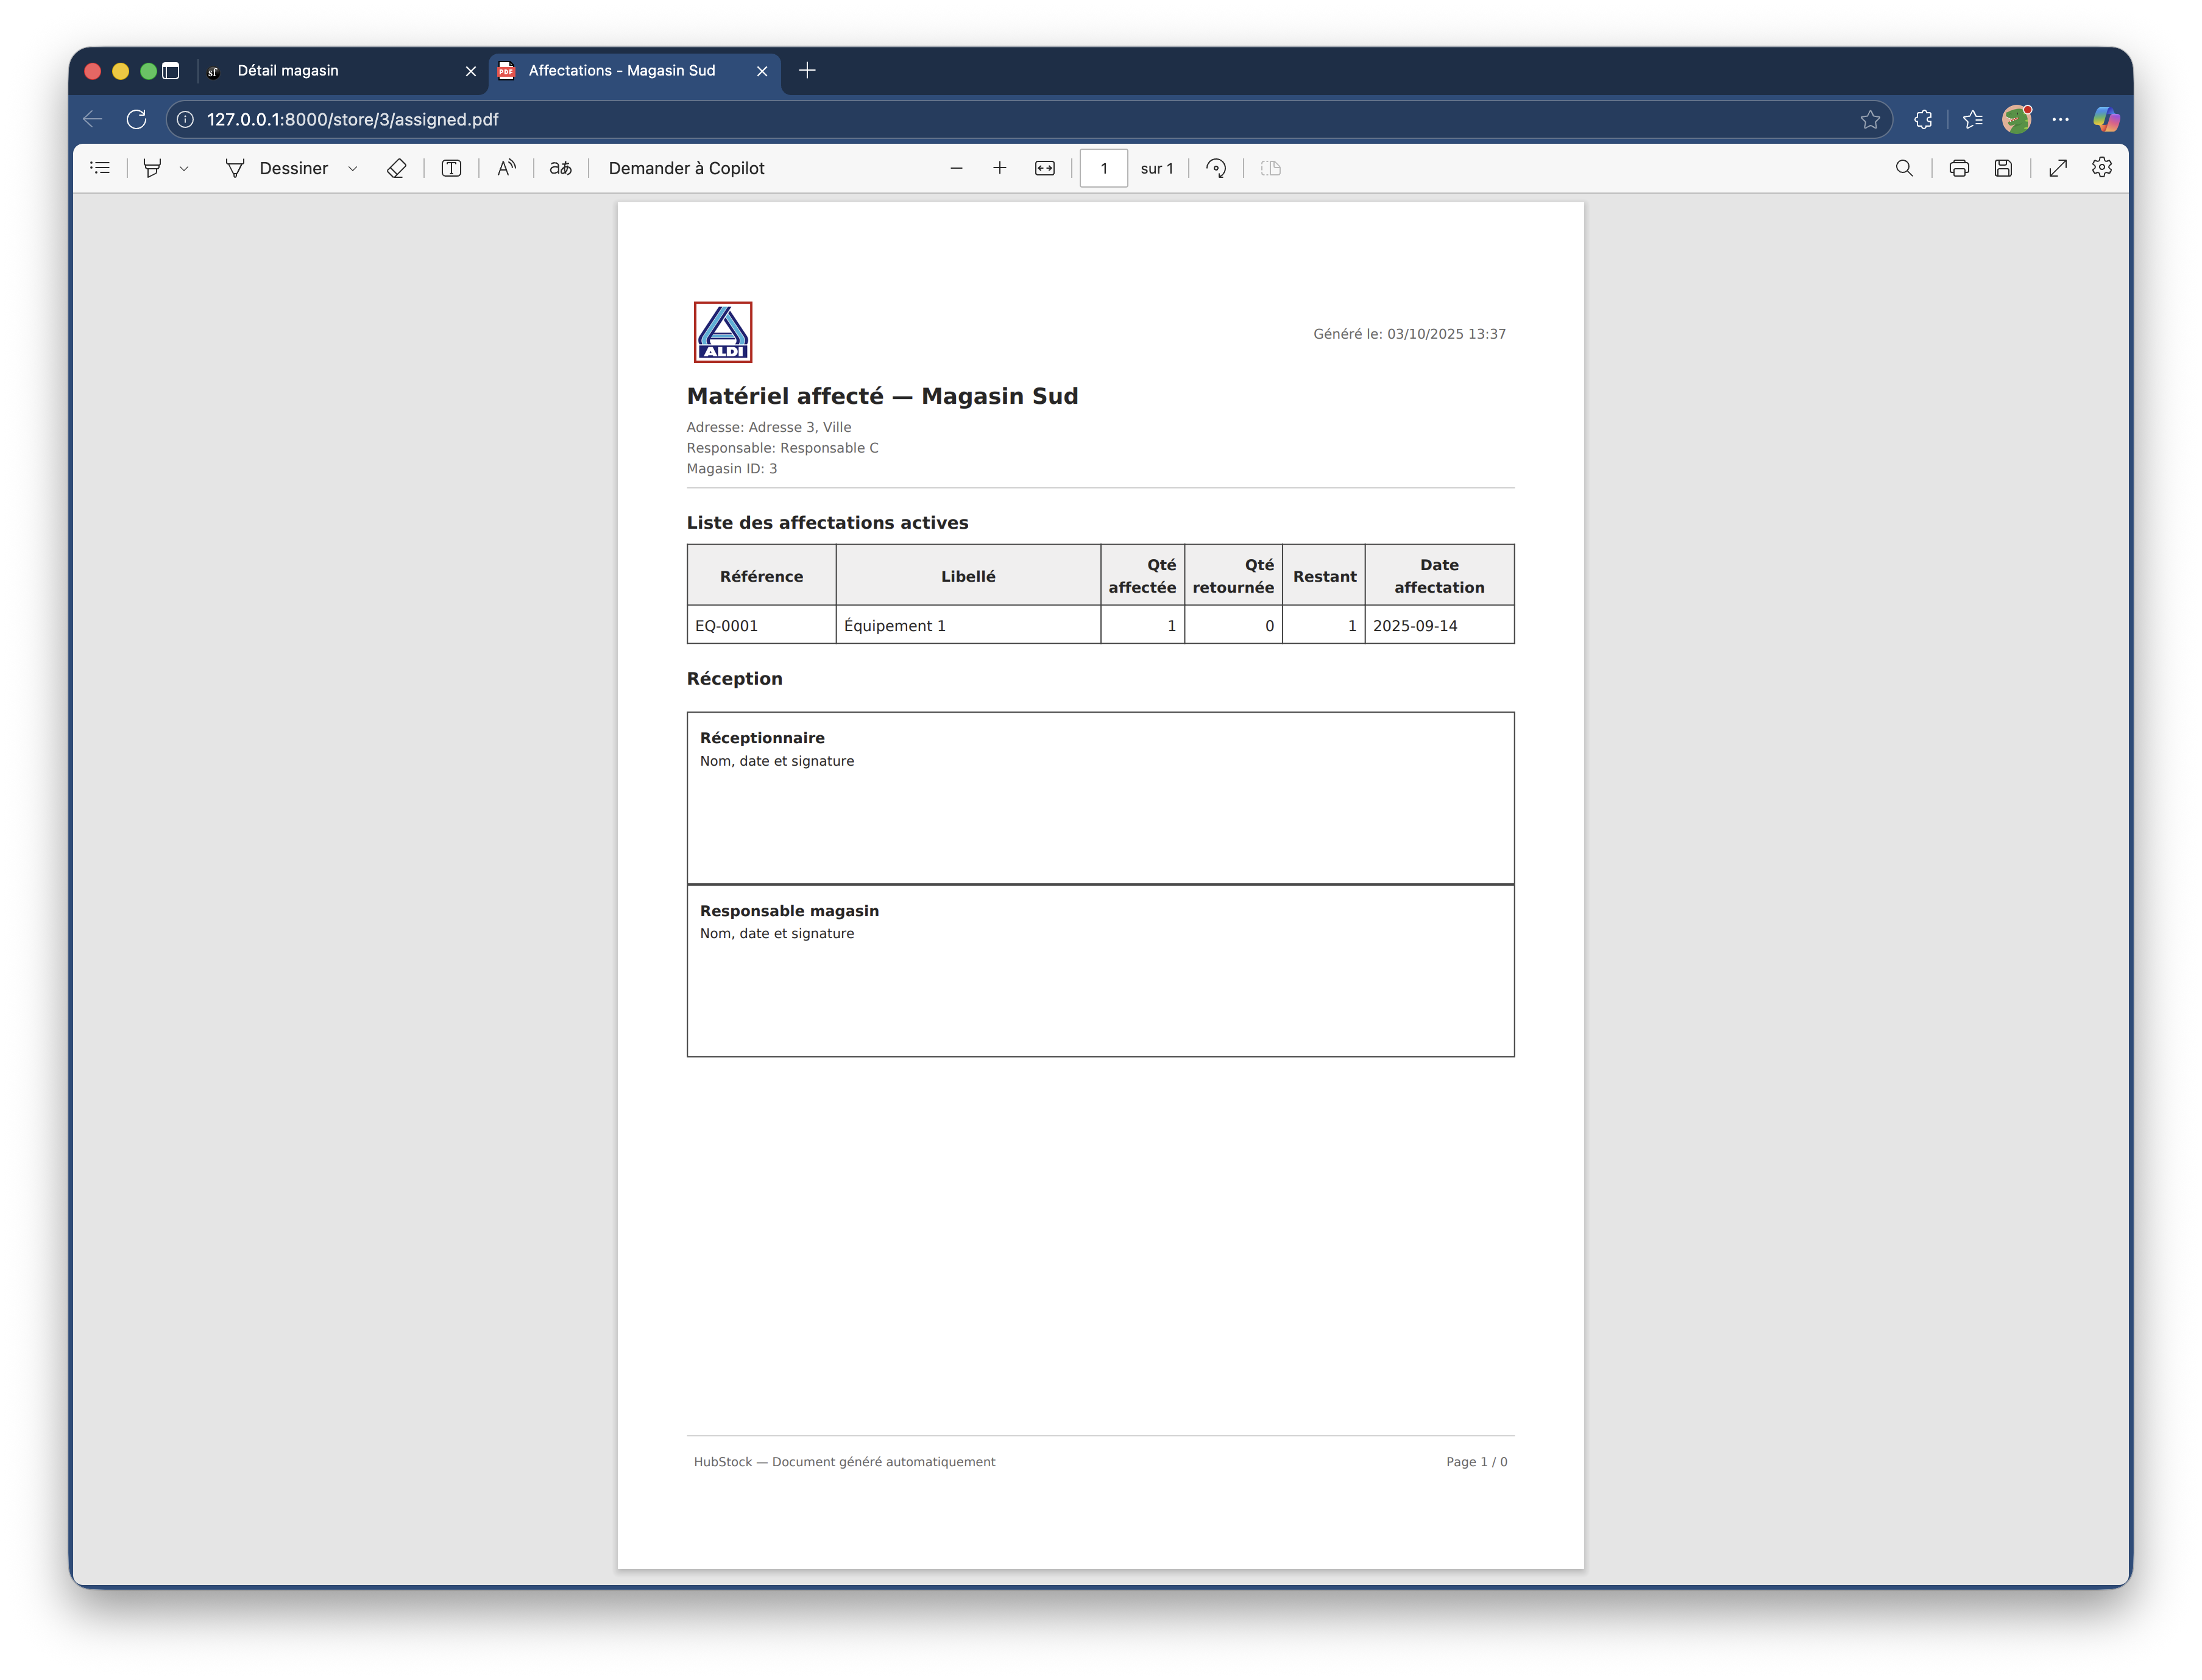 sf Détail magasin
PDF Affectations - Magasin Sud
127.0.0.1:8000/store/3/assigned.pdf
Dessiner
T
A
aあ
Demander à Copilot
1 sur 1
ALDI
Généré le: 03/10/2025 13:37
Matériel affecté — Magasin Sud
Adresse: Adresse 3, Ville
Responsable: Responsable C
Magasin ID: 3
Liste des affectations actives
Référence Libellé Qté affectée Qté retournée Restant Date affectation
EQ-0001 Équipement 1 1 0 1 2025-09-14
Réception
Réceptionnaire
Nom, date et signature
Responsable magasin
Nom, date et signature
HubStock — Document généré automatiquement Page 1 / 0